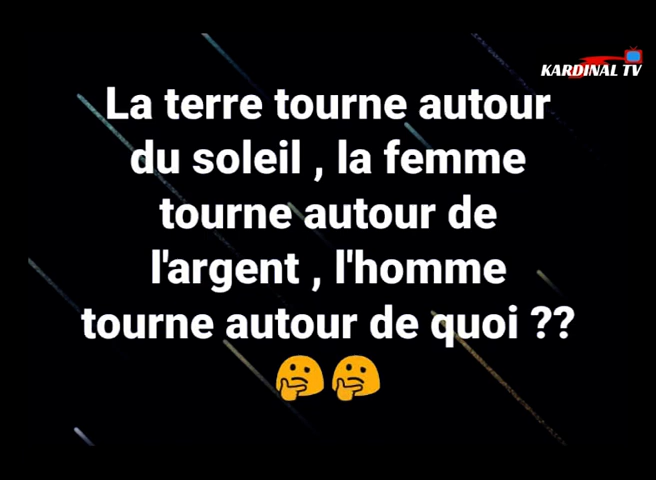 KARDINAL TV
La terre tourne autour
du soleil , la femme
tourne autour de
l'argent , l'homme
tourne autour de quoi ??
🤔🤔